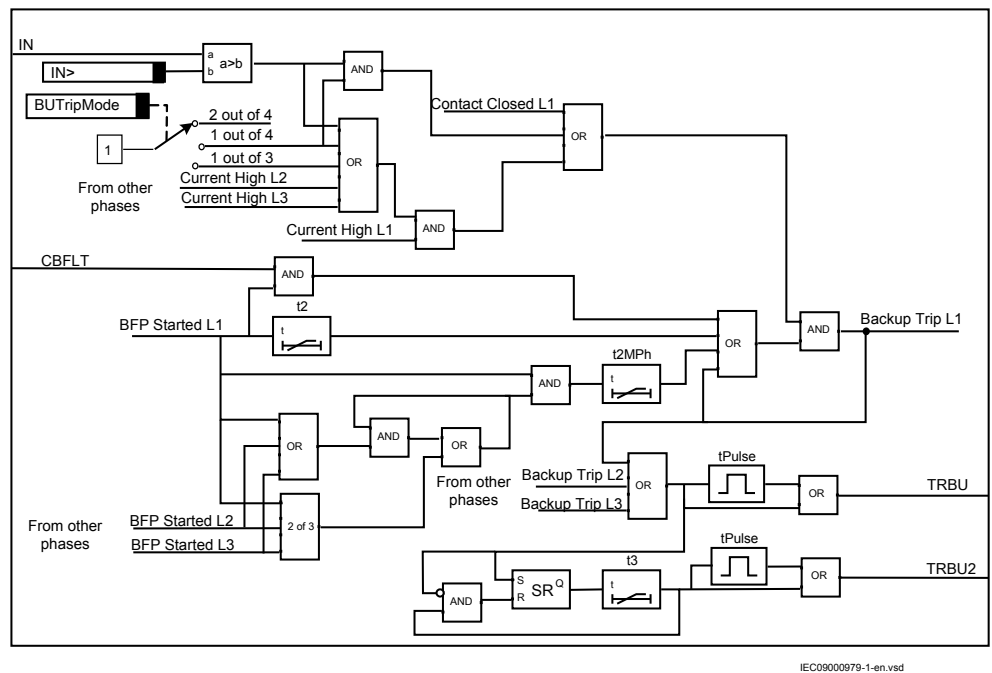 IN
IN>
a
b
a>b
AND
BUTripMode
1
2 out of 4
1 out of 4
1 out of 3
From other
phases
Current High L2
Current High L3
OR
Current High L1
AND
Contact Closed L1
OR
CBFLT
AND
BFP Started L1
t2
t
OR
AND
Backup Trip L1
t2MPh
AND
t
OR
AND
OR
From other
phases
2 of 3
From other
phases
BFP Started L2
BFP Started L3
Backup Trip L2
Backup Trip L3
OR
tPulse
OR
TRBU
AND
S
R
SR
Q
t3
t
tPulse
OR
TRBU2
IEC09000979-1-en.vsd